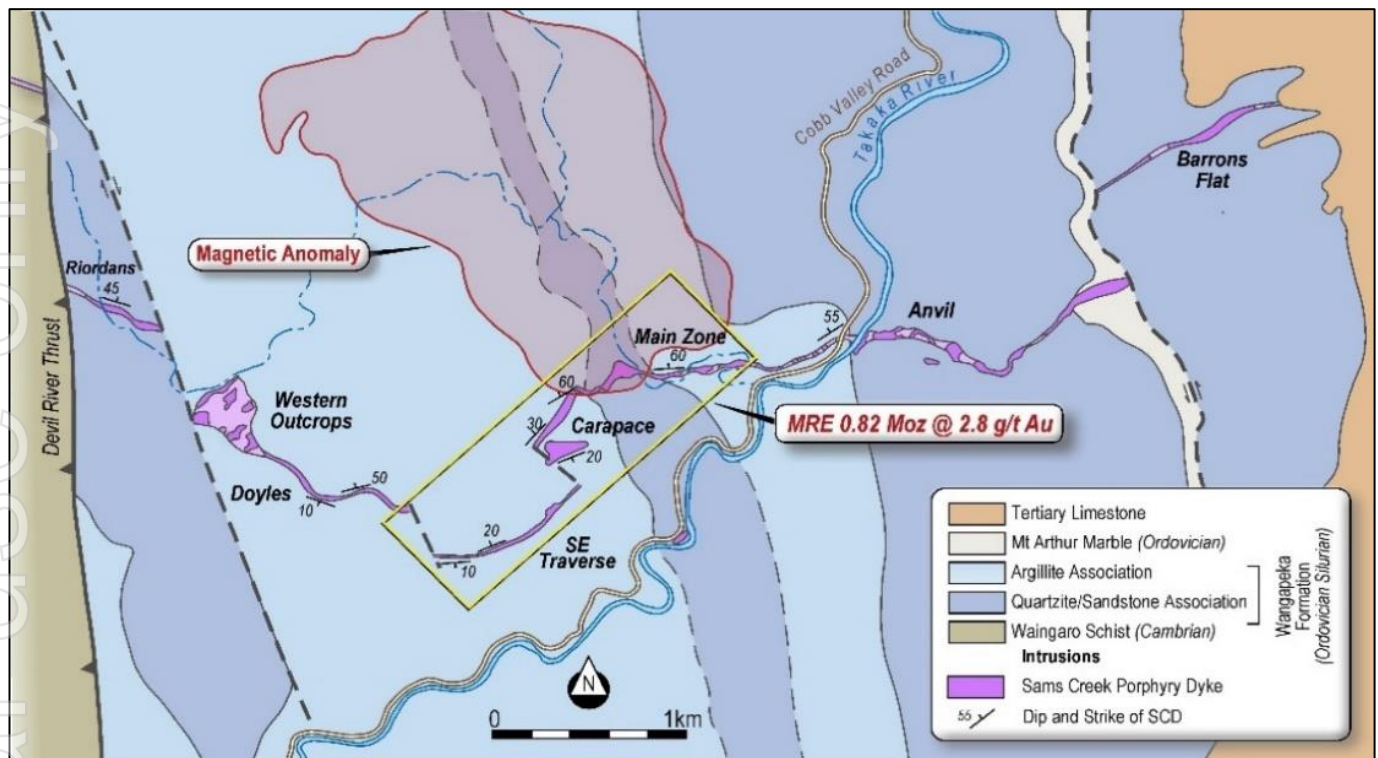 Cobb Valley Road
Takaka River
Barrons
Flat
Magnetic Anomaly
Riordans
45
Devil River Thrust
Main Zone
55
Anvil
60
60
Western
Outcrops
30
Carapace
20
MRE 0.82 Moz @ 2.8 g/t Au
Doyles
50
10
20
10
SE
Traverse
N
0
1km
Tertiary Limestone
Mt Arthur Marble (Ordovician)
Argillite Association
Quartzite/Sandstone Association
Waingaro Schist (Cambrian)
Wangapeka
Formation
(Ordovician Silurian)
Intrusions
Sams Creek Porphyry Dyke
55 Dip and Strike of SCD